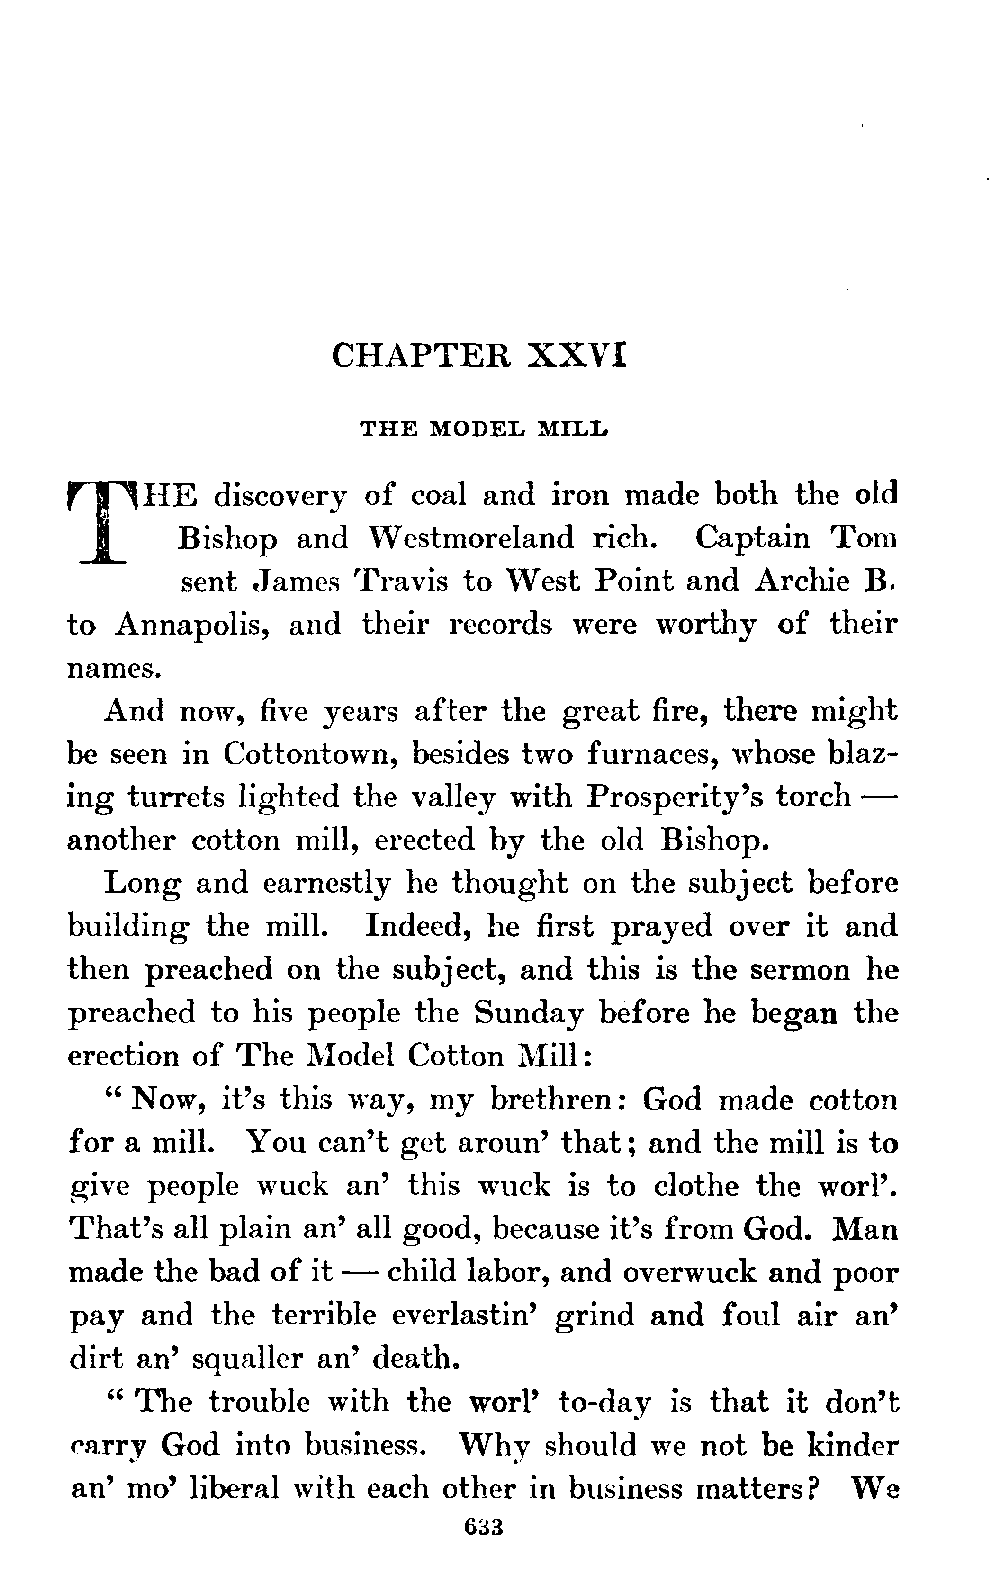 CHAPTER XXVI
THE MODEL MILL
THE discovery of coal and iron made both the old
Bishop and Westmoreland rich. Captain Tom
sent James Travis to West Point and Archie B.
to Annapolis, and their records were worthy of their
names.
And now, five years after the great fire, there might
be seen in Cottontown, besides two furnaces, whose blaz-
ing turrets lighted the valley with Prosperity's torch —
another cotton mill, erected by the old Bishop.
Long and earnestly he thought on the subject before
building the mill. Indeed, he first prayed over it and
then preached on the subject, and this is the sermon he
preached to his people the Sunday before he began the
erection of The Model Cotton Mill:
" Now, it's this way, my brethren: God made cotton
for a mill. You can't get aroun' that; and the mill is to
give people wuck an' this wuck is to clothe the worl'.
That's all plain an' all good, because it's from God. Man
made the bad of it — child labor, and overwuck and poor
pay and the terrible everlastin' grind and foul air an'
dirt an' squaller an' death.
" The trouble with the worl' to-day is that it don't
carry God into business. Why should we not be kinder
an' mo' liberal with each other in business matters? We
633